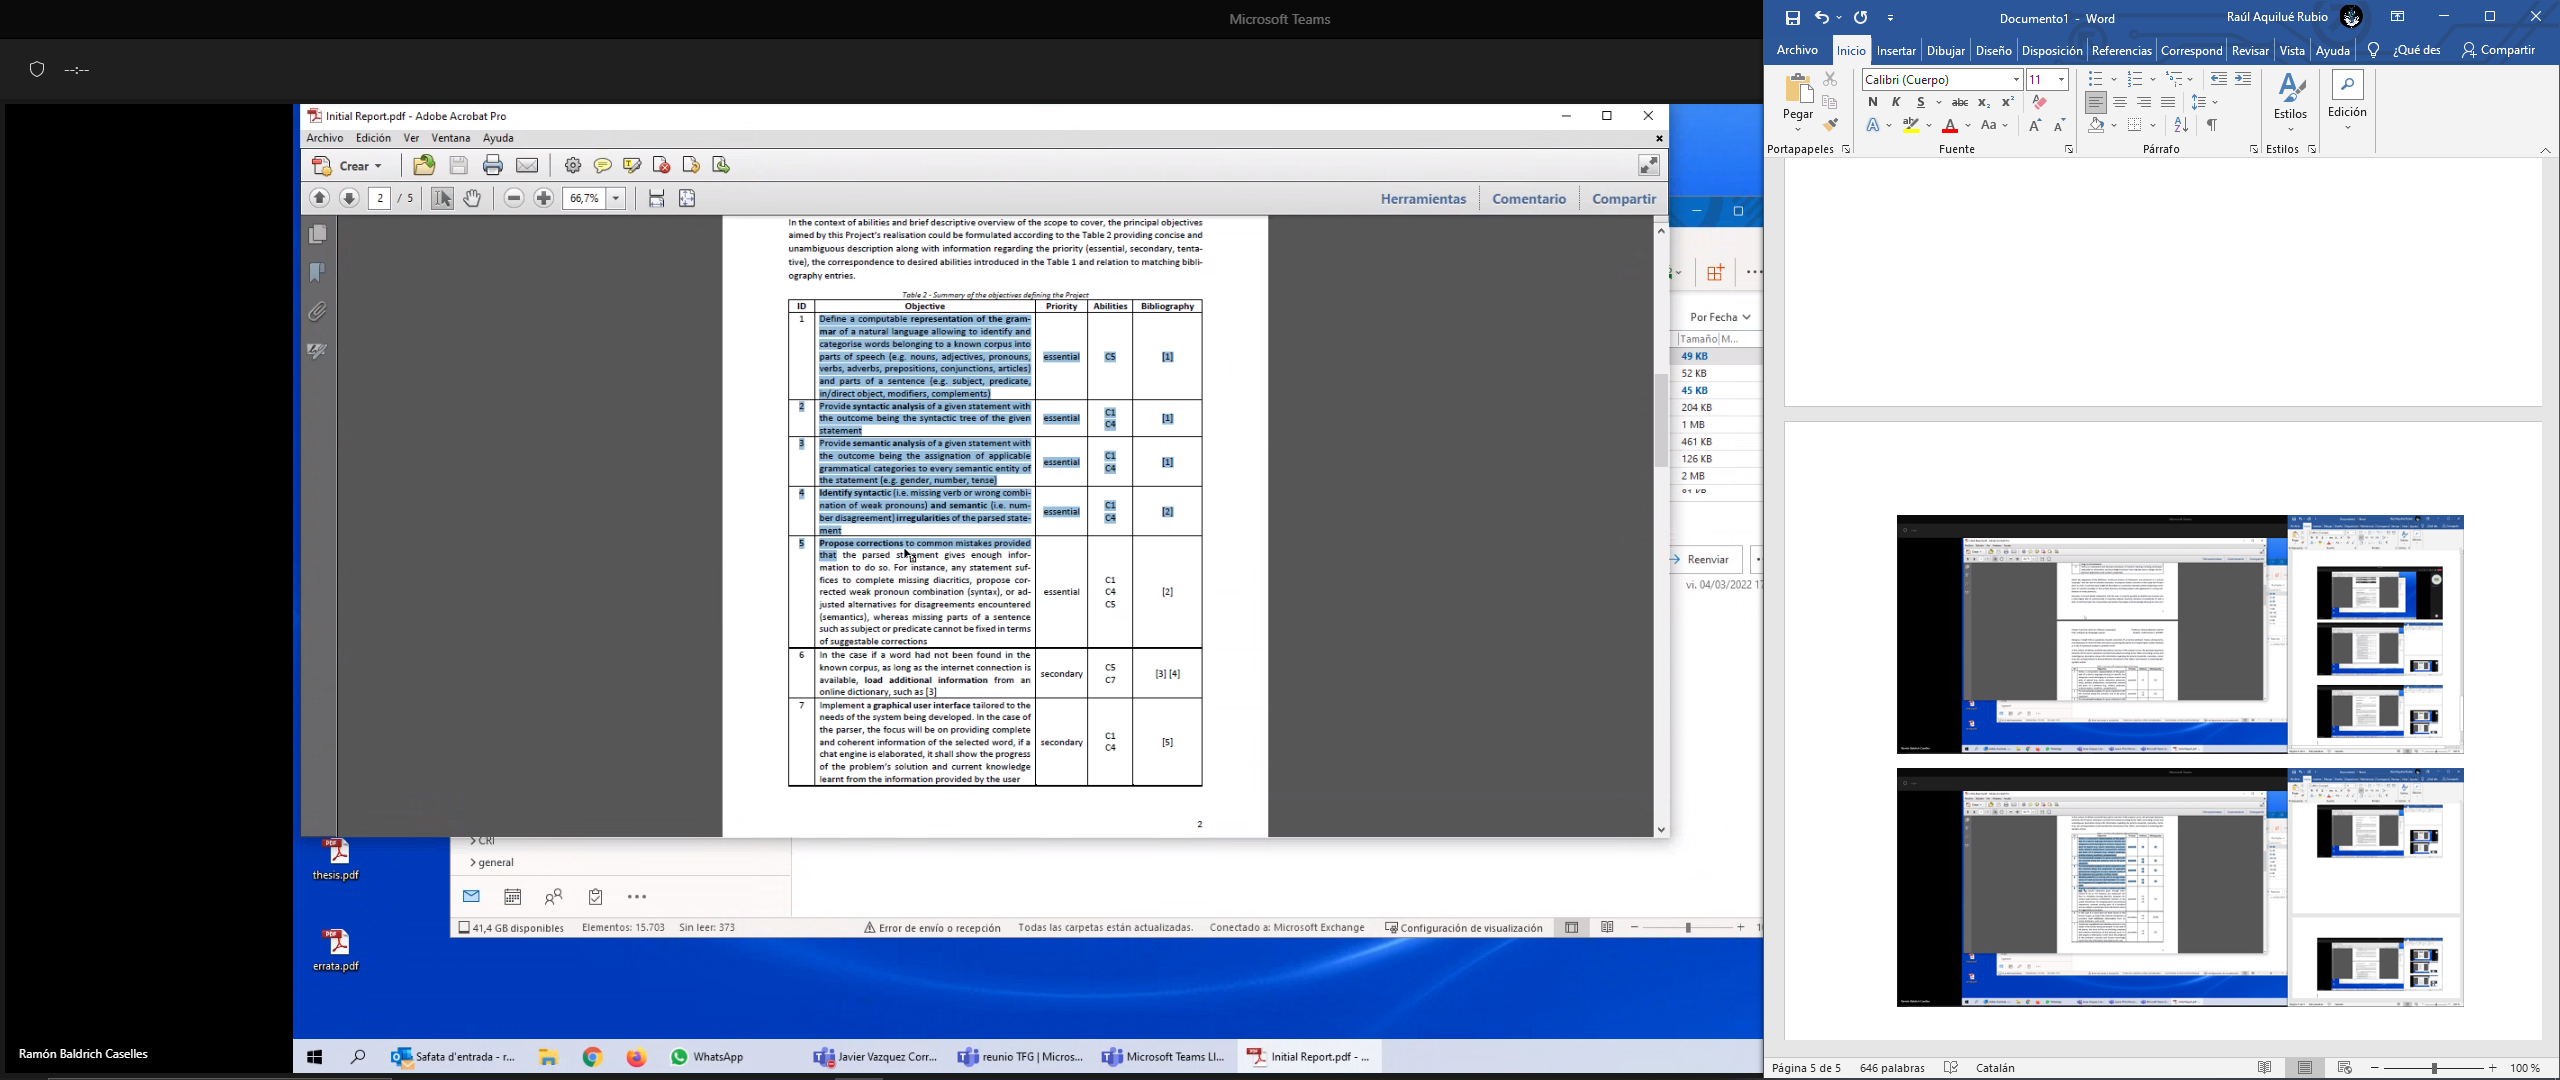 Microsoft Teams
--:--
Initial Report.pdf - Adobe Acrobat Pro
Archivo Edición Ver Ventana Ayuda
Crear
2 / 5
66,7%
Herramientas Comentario Compartir
In the context of abilities and brief descriptive overview of the scope to cover, the principal objectives
aimed by this Project's realisation could be formulated according to the Table 2 providing concise and
unambiguous description along with information regarding the priority (essential, secondary, tenta-
tive), the correspondence to desired abilities introduced in the Table 1 and relation to matching bibli-
ography entries.
Table 2 - Summary of the objectives defining the Project
ID Objective Priority Abilities Bibliography
1 Define a computable representation of the gram-
mar of a natural language allowing to identify and
categorise words belonging to a known corpus into
parts of speech (e.g. nouns, adjectives, pronouns,
verbs, adverbs, prepositions, conjunctions, articles)
and parts of a sentence (e.g. subject, predicate,
in/direct object, modifiers, complements)
essential C5 [1]
2 Provide syntactic analysis of a given statement with
the outcome being the syntactic tree of the given
statement
essential C1 C4 [1]
3 Provide semantic analysis of a given statement with
the outcome being the assignation of applicable
grammatical categories to every semantic entity of
the statement (e.g. gender, number, tense)
essential C1 C4 [1]
4 Identify syntactic (i.e. missing verb or wrong combi-
nation of weak pronouns) and semantic (i.e. num-
ber disagreement) irregularities of the parsed state-
ment
essential C1 C4 [2]
5 Propose corrections to common mistakes provided
that the parsed statement gives enough infor-
mation to do so. For instance, any statement suf-
fices to complete missing diacritics, propose cor-
rected weak pronoun combination (syntax), or ad-
justed alternatives for disagreements encountered
(semantics), whereas missing parts of a sentence
such as subject or predicate cannot be fixed in terms
of suggestable corrections
essential C1 C4 C5 [2]
6 In the case if a word had not been found in the
known corpus, as long as the internet connection is
available, load additional information from an
online dictionary, such as [3]
secondary C5 C7 [3] [4]
7 Implement a graphical user interface tailored to the
needs of the system being developed. In the case of
the parser, the focus will be on providing complete
and coherent information of the selected word, if a
chat engine is elaborated, it shall show the progress
of the problem's solution and current knowledge
learnt from the information provided by the user
secondary C1 C4 [5]
2
Por Fecha
Tamaño M...
49 KB
52 KB
45 KB
204 KB
1 MB
461 KB
126 KB
2 MB
81 KB
Reenviar
vi. 04/03/2022 17
thesis.pdf
errata.pdf
CRI
general
41,4 GB disponibles Elementos: 15.703 Sin leer: 373 Error de envío o recepción Todas las carpetas están actualizadas. Conectado a: Microsoft Exchange Configuración de visualización
Ramón Baldrich Caselles
Safata d'entrada - r... WhatsApp Javier Vazquez Corr... reunio TFG | Micros... Microsoft Teams Ll... Initial Report.pdf - ...
Documento1 - Word
Raúl Aquilué Rubio
Archivo Inicio Insertar Dibujar Diseño Disposición Referencias Correspond Revisar Vista Ayuda ¿Qué des Compartir
Pegar
Calibri (Cuerpo) 11
N K S abc x₂ x²
A A Aa A A
Estilos
Edición
Portapapeles Fuente Párrafo Estilos
Página 5 de 5 646 palabras Catalán 100 %